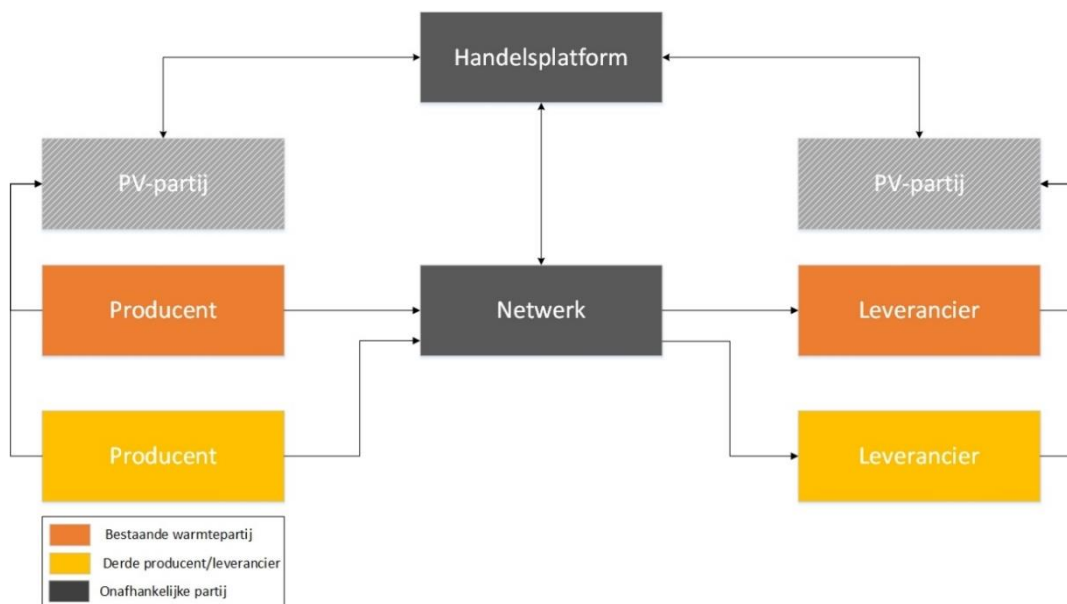 Handelsplatform
PV-partij
PV-partij
Producent
Netwerk
Leverancier
Producent
Leverancier
Bestaande warmtepartij
Derde producent/leverancier
Onafhankelijke partij